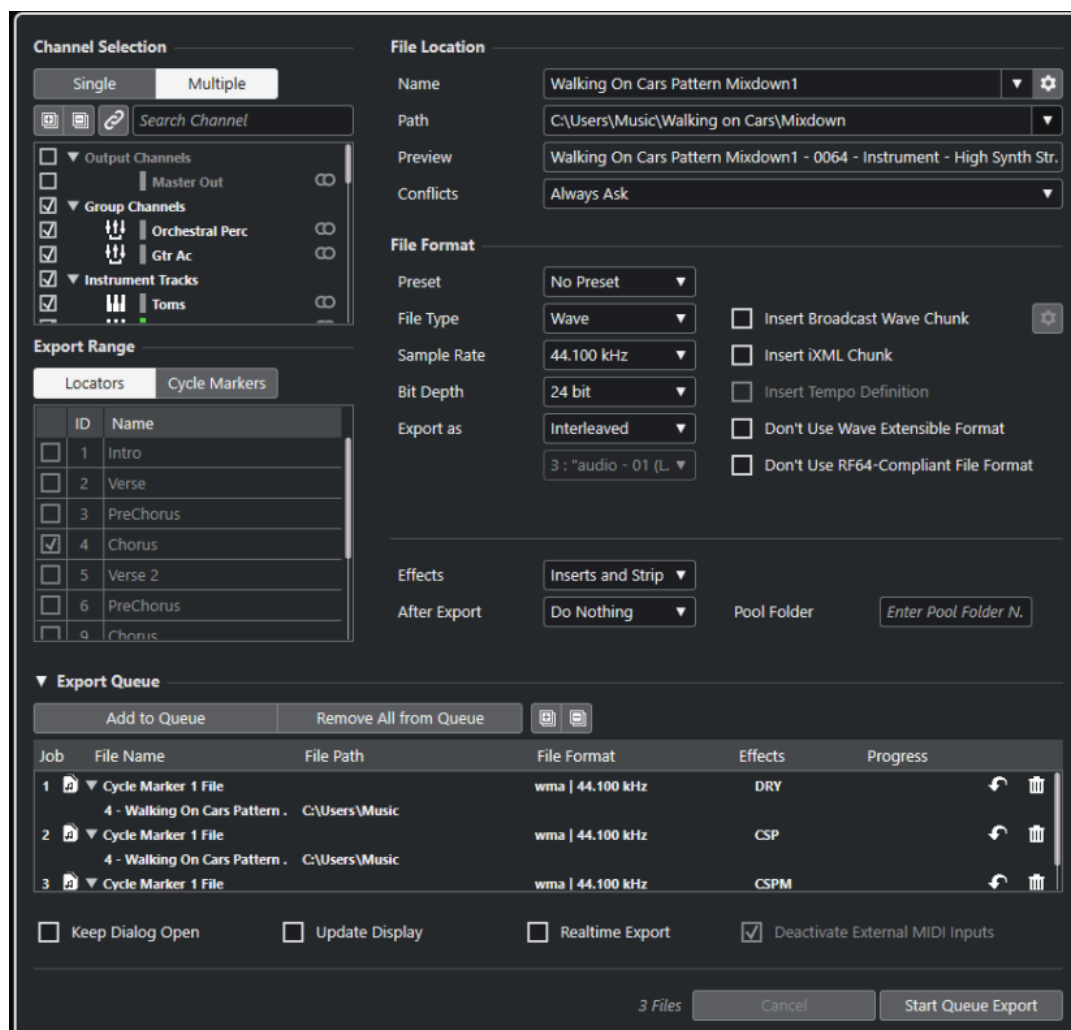 Channel Selection
Single Multiple
Search Channel
Output Channels
Master Out
Group Channels
Orchestral Perc
Gtr Ac
Instrument Tracks
Toms
Export Range
Locators Cycle Markers
ID Name
1 Intro
2 Verse
3 PreChorus
4 Chorus
5 Verse 2
6 PreChorus
9 Chorus
File Location
Name Walking On Cars Pattern Mixdown1
Path C:\Users\Music\Walking on Cars\Mixdown
Preview Walking On Cars Pattern Mixdown1 - 0064 - Instrument - High Synth Str.
Conflicts Always Ask
File Format
Preset No Preset
File Type Wave Insert Broadcast Wave Chunk
Sample Rate 44.100 kHz Insert iXML Chunk
Bit Depth 24 bit Insert Tempo Definition
Export as Interleaved Don't Use Wave Extensible Format
3 : "audio - 01 (L. Don't Use RF64-Compliant File Format
Effects Inserts and Strip
After Export Do Nothing Pool Folder Enter Pool Folder N.
Export Queue
Add to Queue Remove All from Queue
Job File Name File Path File Format Effects Progress
1 Cycle Marker 1 File wma | 44.100 kHz DRY
4 - Walking On Cars Pattern . C:\Users\Music
2 Cycle Marker 1 File wma | 44.100 kHz CSP
4 - Walking On Cars Pattern . C:\Users\Music
3 Cycle Marker 1 File wma | 44.100 kHz CSPM
Keep Dialog Open Update Display Realtime Export Deactivate External MIDI Inputs
3 Files Cancel Start Queue Export